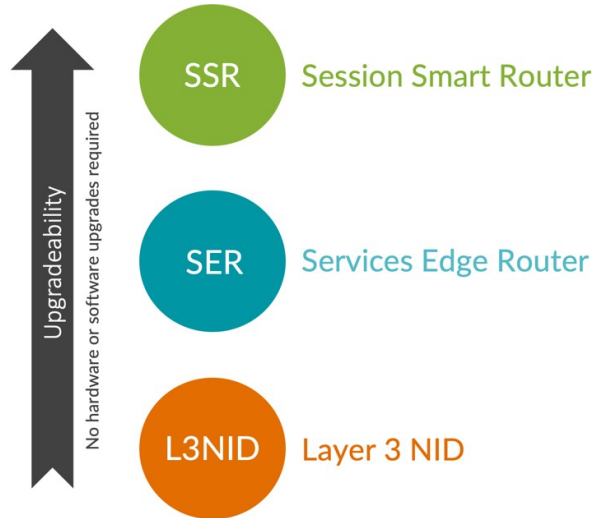 SSR
Session Smart Router
Upgradeability
No hardware or software upgrades required
SER
Services Edge Router
L3NID
Layer 3 NID